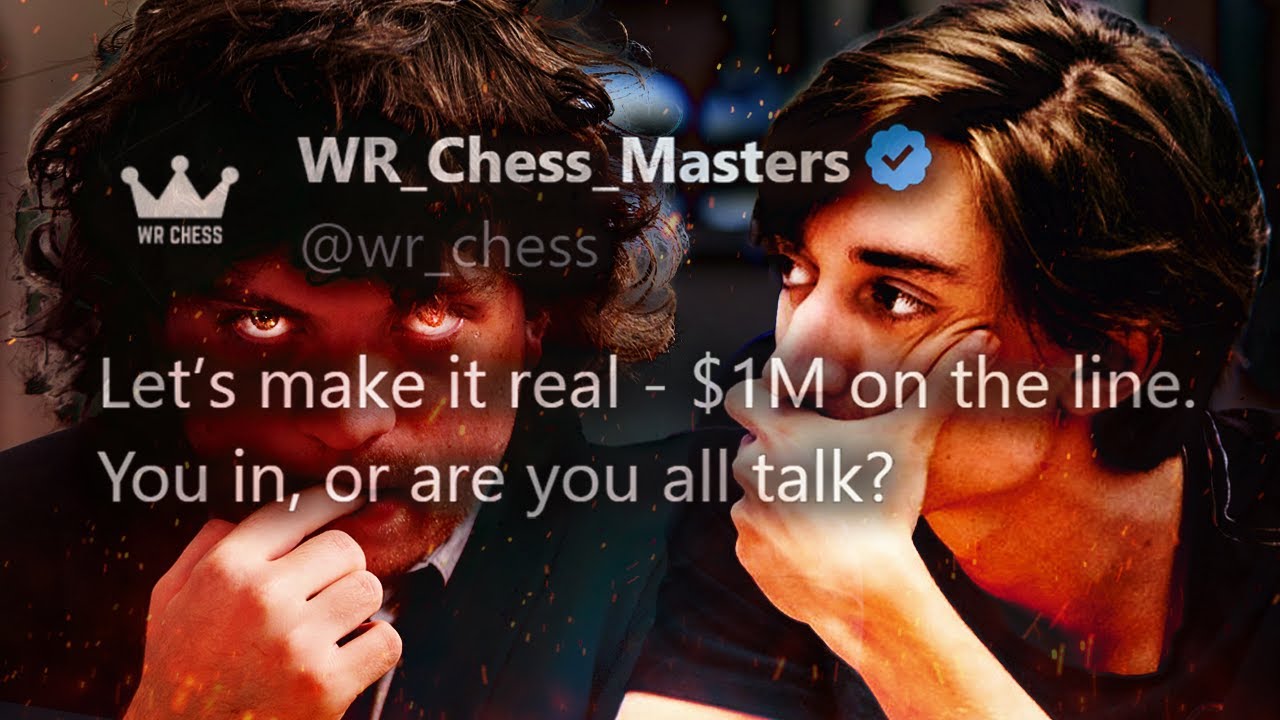 WR_Chess_Masters
WR CHESS
@wr_chess
Let’s make it real - $1M on the line.
You in, or are you all talk?